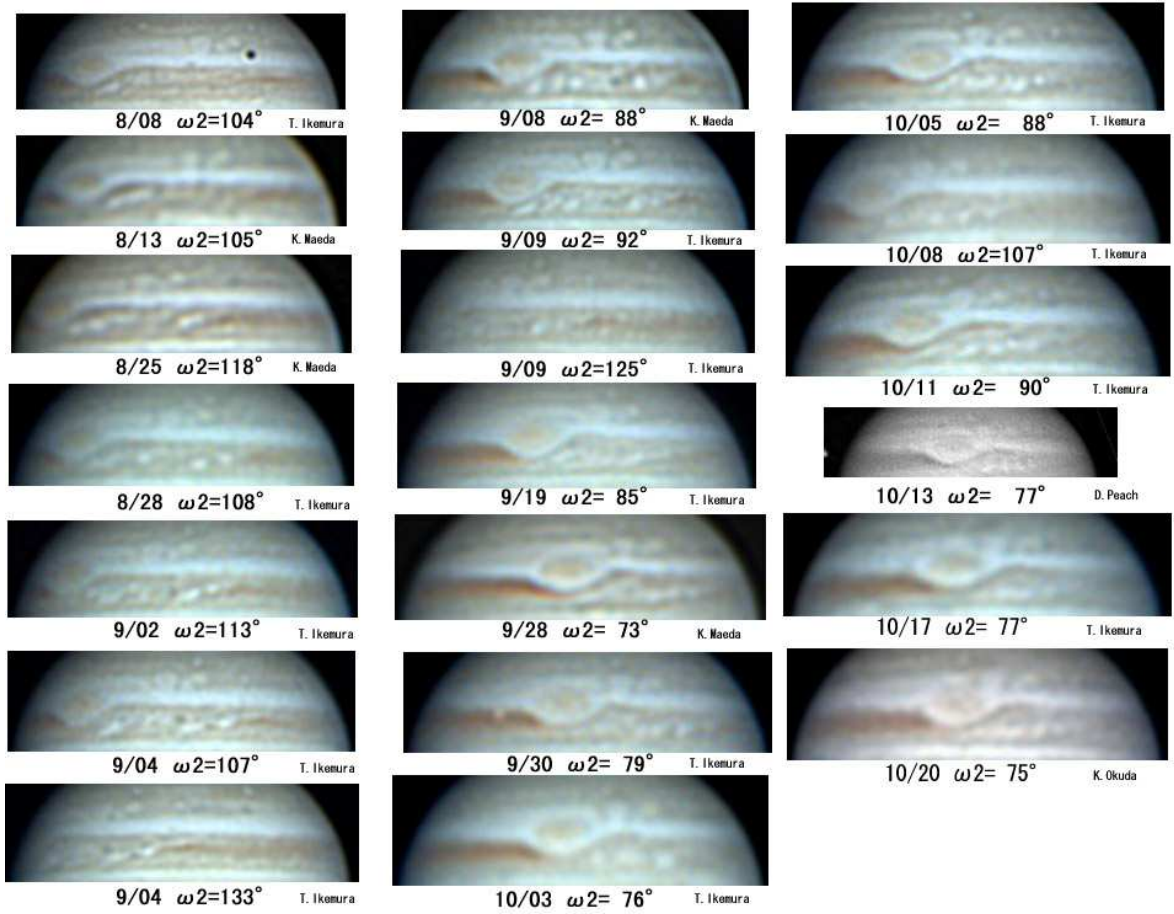 8/08 ω2=104° T. Ikemura
8/13 ω2=105° K. Maeda
8/25 ω2=118° K. Maeda
8/28 ω2=108° T. Ikemura
9/02 ω2=113° T. Ikemura
9/04 ω2=107° T. Ikemura
9/04 ω2=133° T. Ikemura
9/08 ω2= 88° K. Maeda
9/09 ω2= 92° T. Ikemura
9/09 ω2=125° T. Ikemura
9/19 ω2= 85° T. Ikemura
9/28 ω2= 73° K. Maeda
9/30 ω2= 79° T. Ikemura
10/03 ω2= 76° T. Ikemura
10/05 ω2= 88° T. Ikemura
10/08 ω2=107° T. Ikemura
10/11 ω2= 90° T. Ikemura
10/13 ω2= 77° D. Peach
10/17 ω2= 77° T. Ikemura
10/20 ω2= 75° K. Okuda